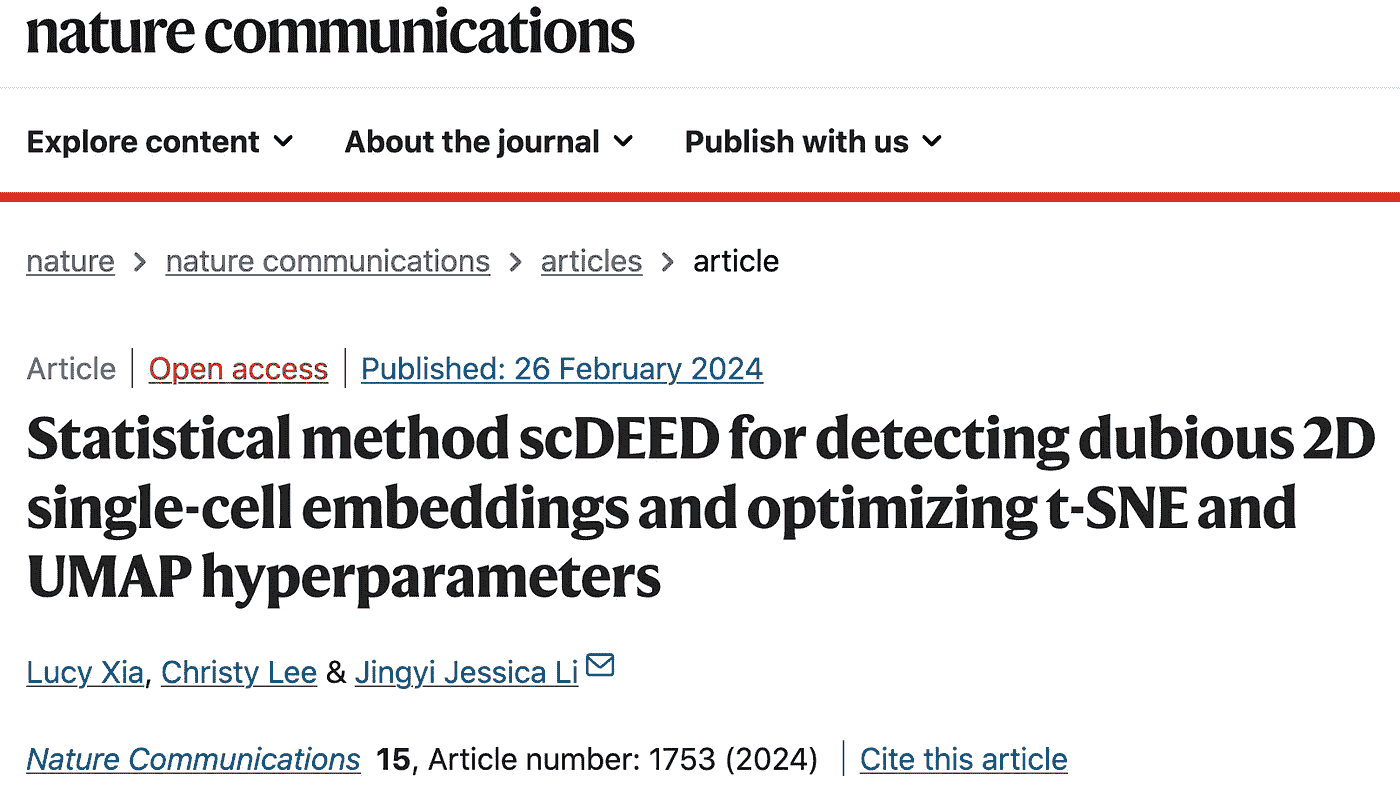 nature communications
Explore content About the journal Publish with us
nature > nature communications > articles > article
Article | Open access | Published: 26 February 2024
Statistical method scDEED for detecting dubious 2D
single-cell embeddings and optimizing t-SNE and
UMAP hyperparameters
Lucy Xia, Christy Lee & Jingyi Jessica Li
Nature Communications 15, Article number: 1753 (2024) | Cite this article